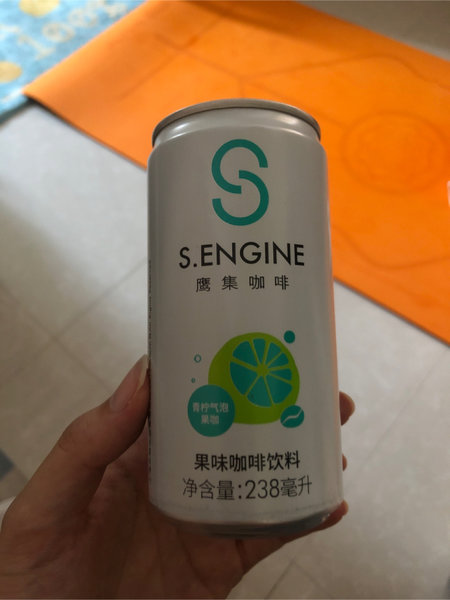 S.ENGINE
鹰集咖啡
青柠气泡
果咖
果味咖啡饮料
净含量:238毫升